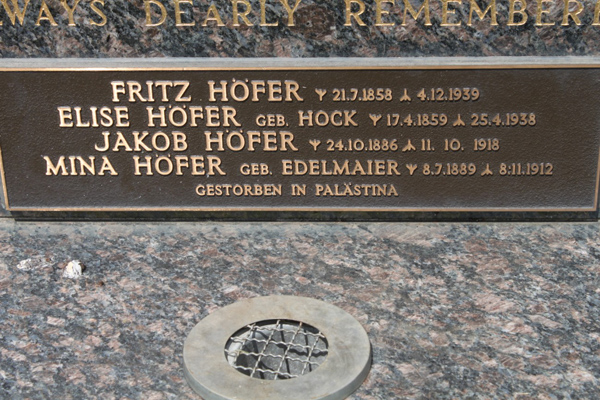 WAYS DEARLY REMEMBERE
FRITZ HÖFER ᛉ 21.7.1858 ᛣ 4.12.1939
ELISE HÖFER GEB. HOCK ᛉ 17.4.1859 ᛣ 25.4.1938
JAKOB HÖFER ᛉ 24.10.1886 ᛣ 11. 10. 1918
MINA HÖFER GEB. EDELMAIER ᛉ 8.7.1889 ᛣ 8.11.1912
GESTORBEN IN PALÄSTINA